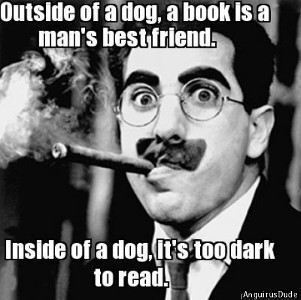 Outside of a dog, a book is a
man's best friend.
Inside of a dog, it's too dark
to read.
AnguirusDude